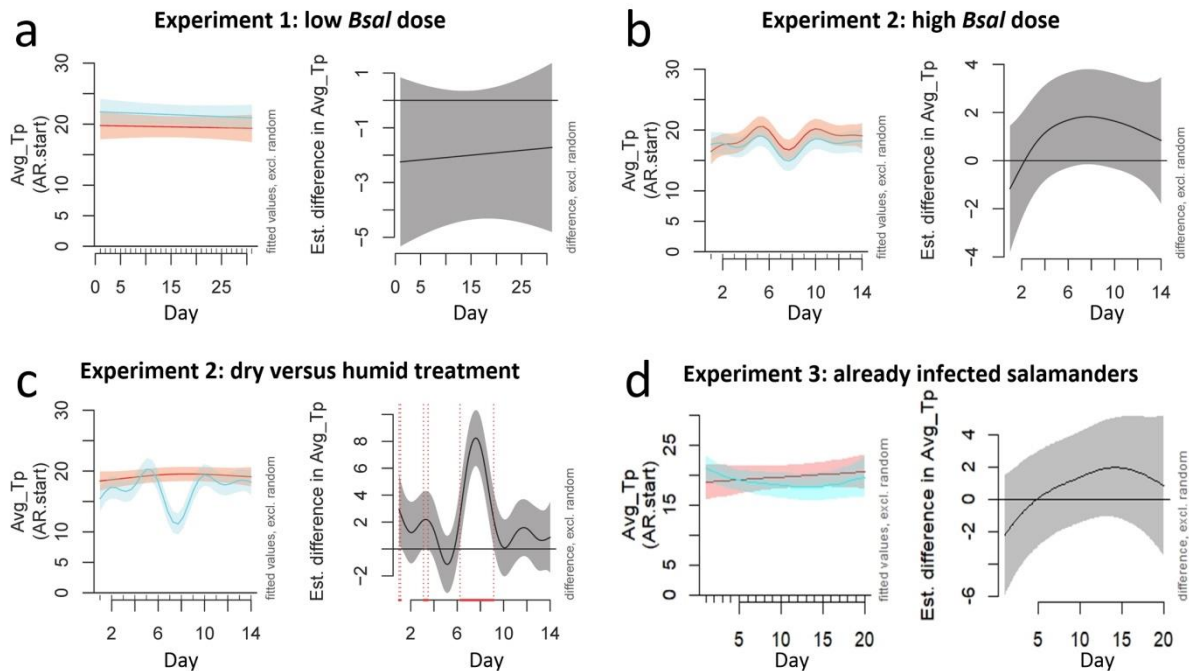 a
Experiment 1: low Bsal dose
Avg_Tp
(AR.start)
30
20
15
10
5
0
0 5 15 25
Day
fitted values, excl. random
Est. difference in Avg_Tp
1
-1
-3
-5
0 5 15 25
Day
difference, excl. random
b
Experiment 2: high Bsal dose
Avg_Tp
(AR.start)
30
20
15
10
5
0
2 6 10 14
Day
fitted values, excl. random
Est. difference in Avg_Tp
4
2
0
-2
-4
2 6 10 14
Day
difference, excl. random
c
Experiment 2: dry versus humid treatment
Avg_Tp
(AR.start)
30
20
15
10
5
0
2 6 10 14
Day
fitted values, excl. random
Est. difference in Avg_Tp
8
6
4
2
-2
2 6 10 14
Day
difference, excl. random
d
Experiment 3: already infected salamanders
Avg_Tp
(AR.start)
25
15
10
5
0
5 10 15 20
Day
fitted values, excl. random
Est. difference in Avg_Tp
4
2
0
-2
-6
5 10 15 20
Day
difference, excl. random